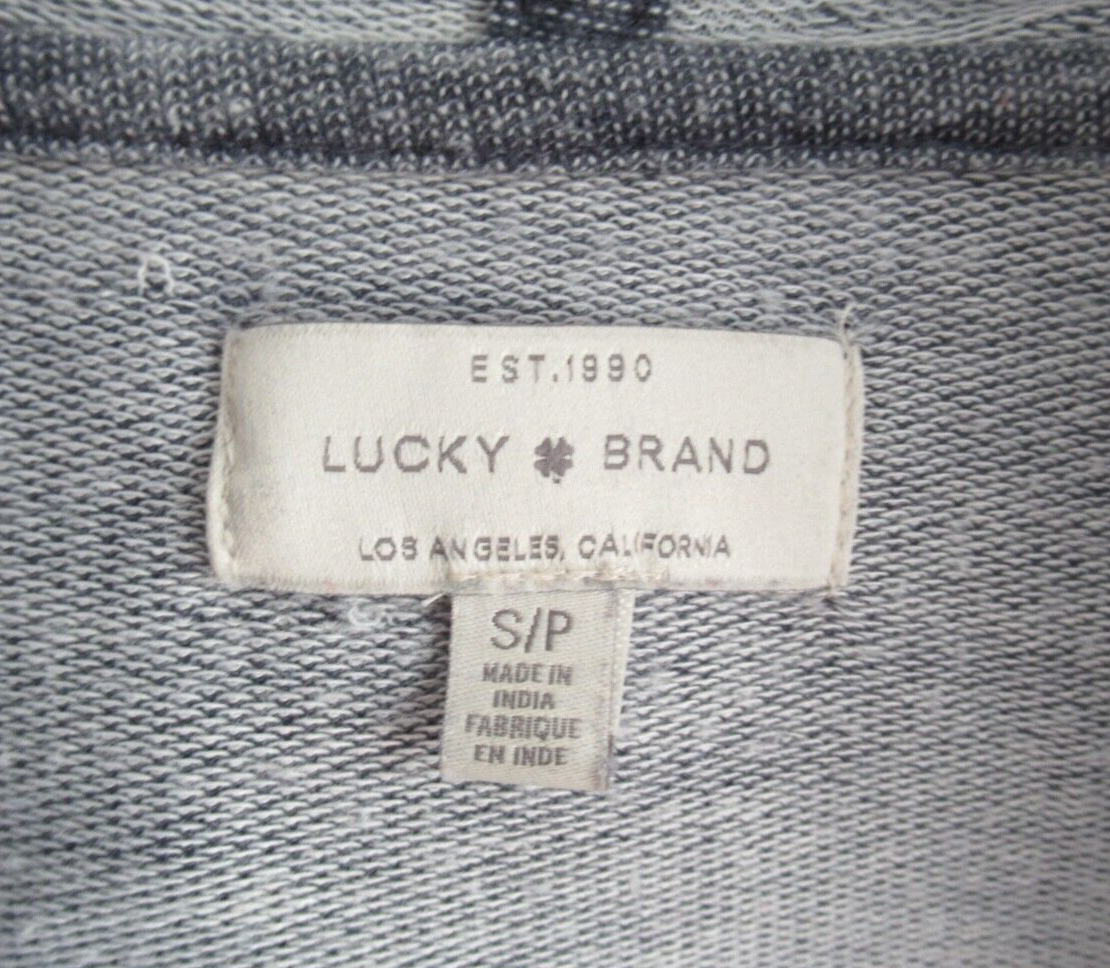 EST.1990
LUCKY BRAND
LOS ANGELES, CALIFORNIA
S/P
MADE IN
INDIA
FABRIQUE
EN INDE